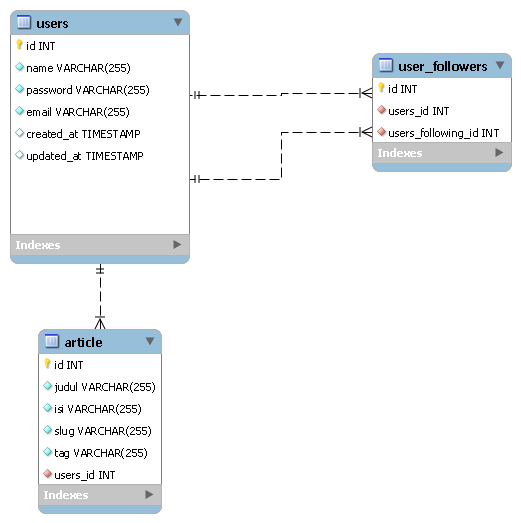 users
id INT
name VARCHAR(255)
password VARCHAR(255)
email VARCHAR(255)
created_at TIMESTAMP
updated_at TIMESTAMP
Indexes
user_followers
id INT
users_id INT
users_following_id INT
Indexes
article
id INT
judul VARCHAR(255)
isi VARCHAR(255)
slug VARCHAR(255)
tag VARCHAR(255)
users_id INT
Indexes